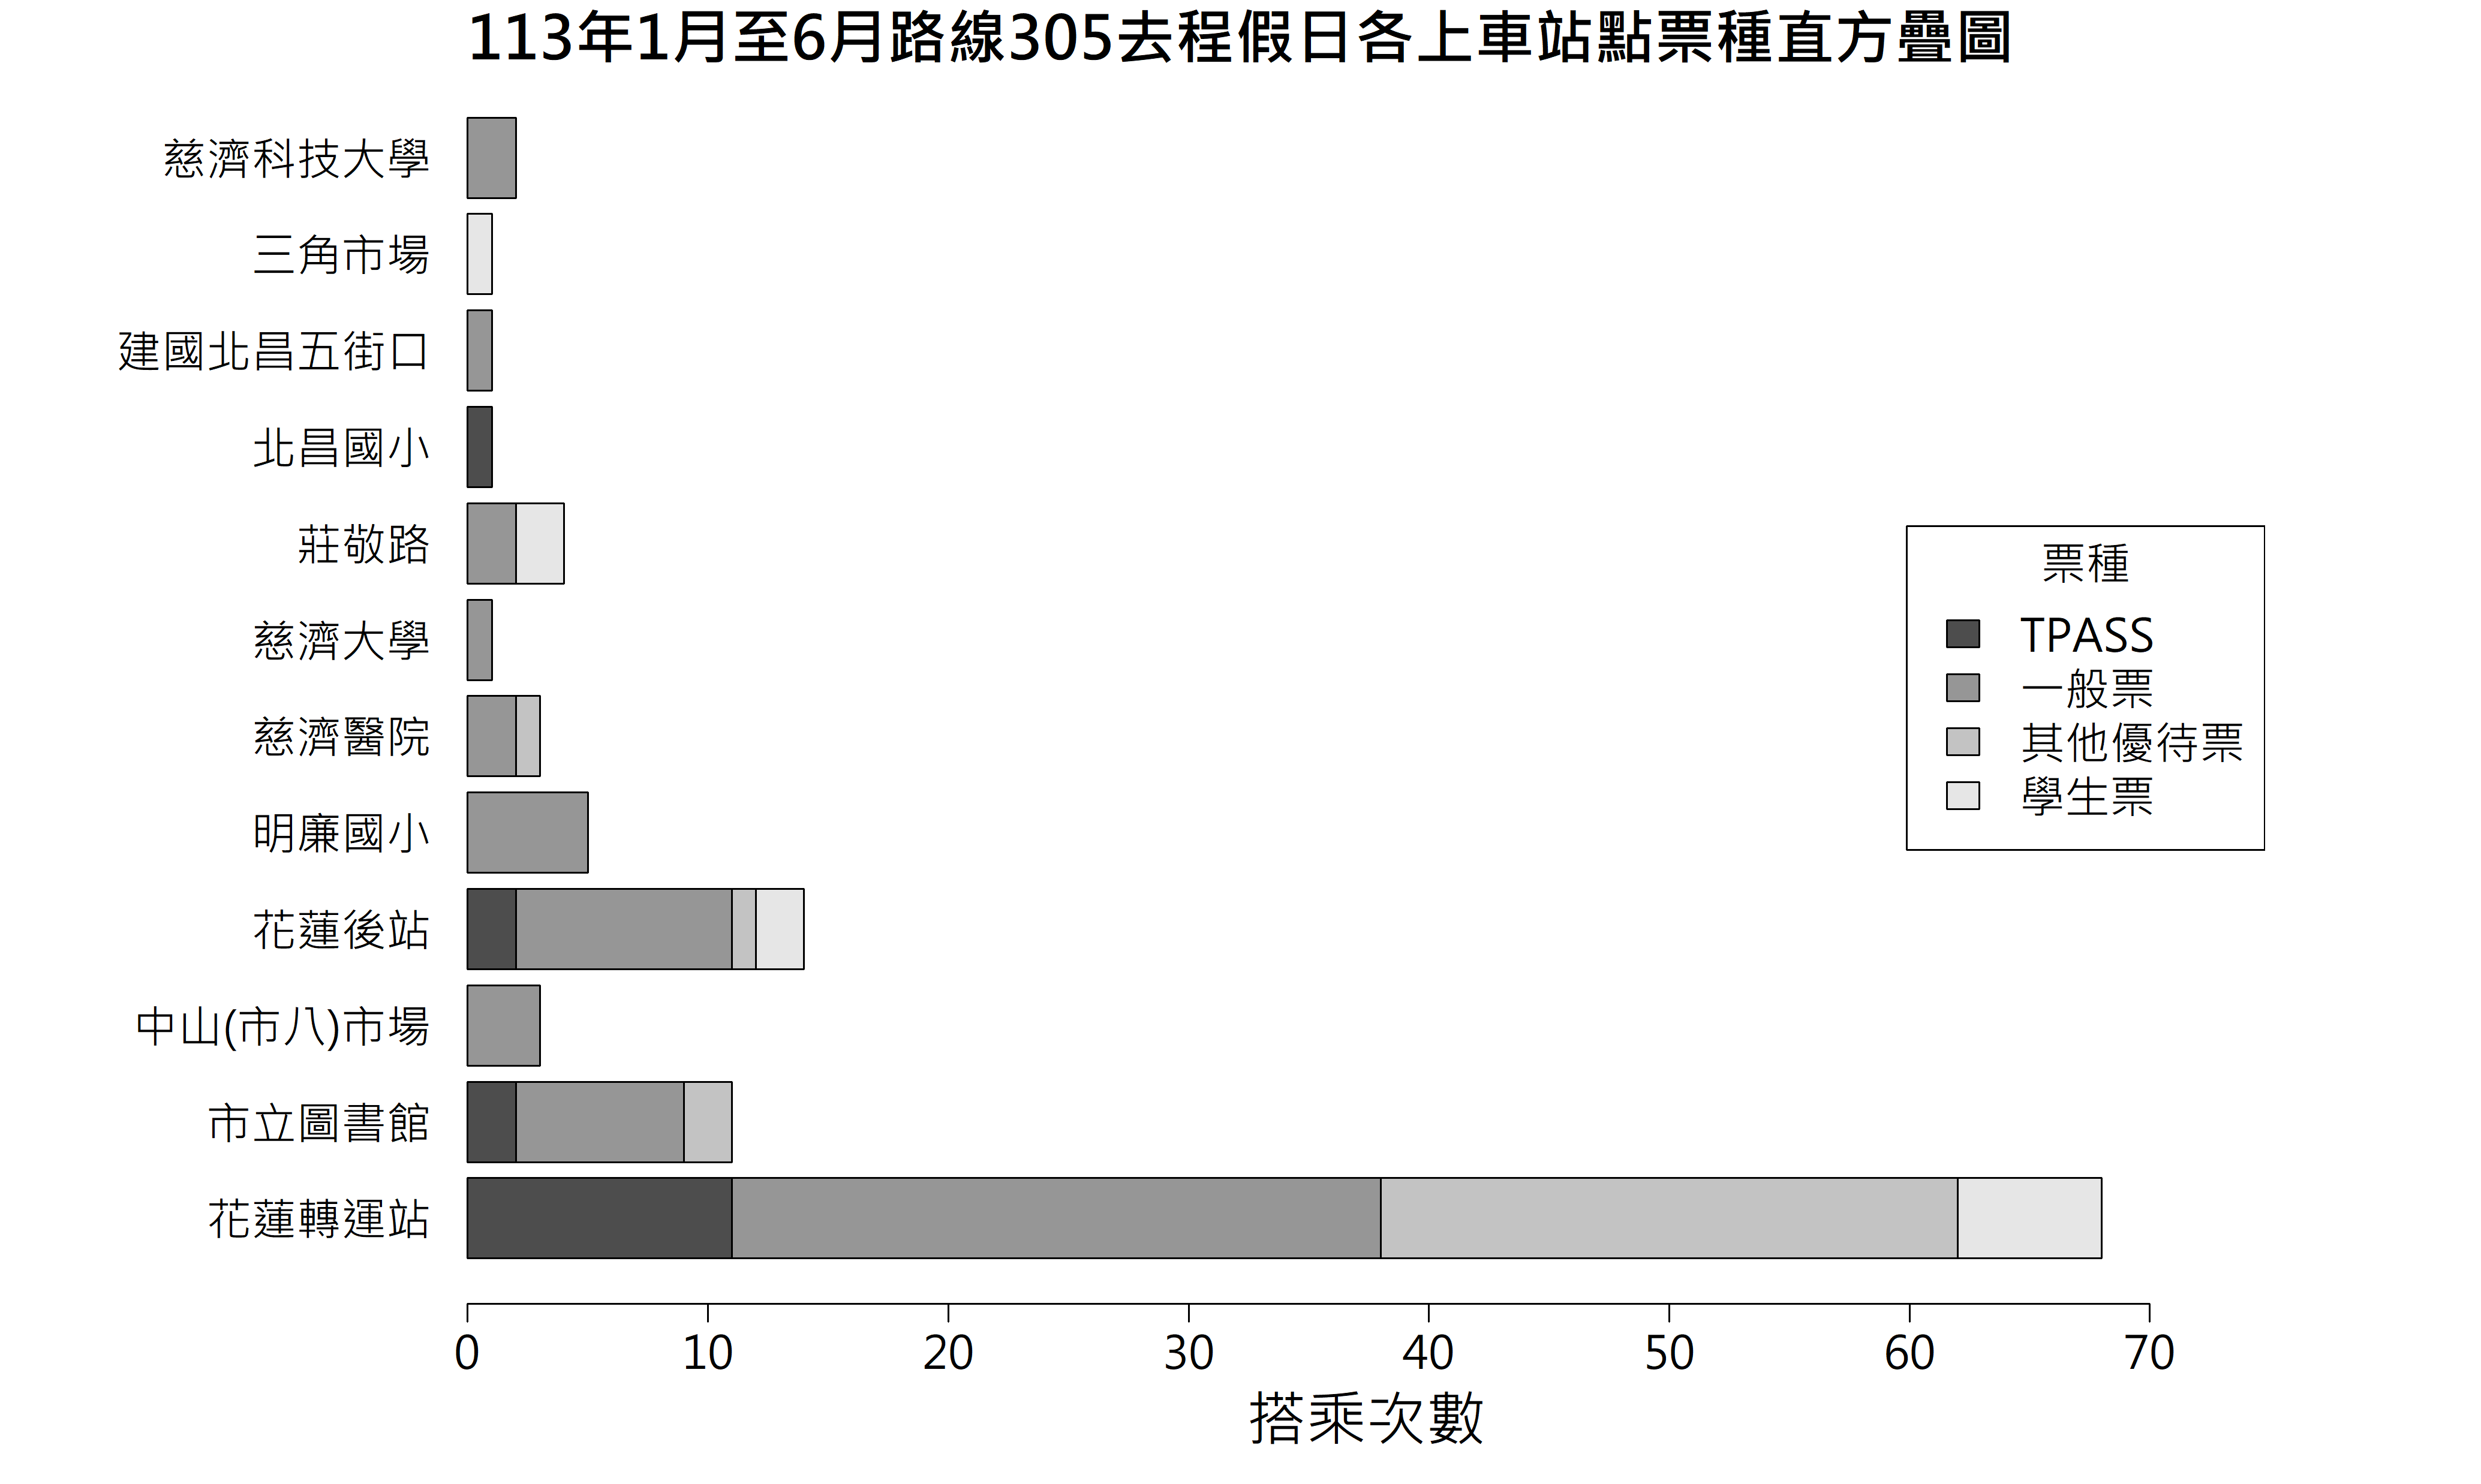 113年1月至6月路線305去程假日各上車站點票種直方疊圖
慈濟科技大學
三角市場
建國北昌五街口
北昌國小
莊敬路
慈濟大學
慈濟醫院
明廉國小
花蓮後站
中山(市八)市場
市立圖書館
花蓮轉運站
票種
TPASS
一般票
其他優待票
學生票
0 10 20 30 40 50 60 70
搭乘次數